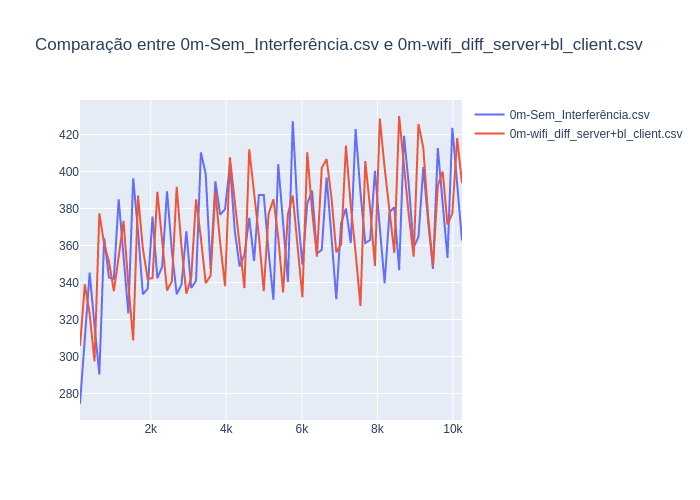 Comparação entre 0m-Sem_Interferência.csv e 0m-wifi_diff_server+bl_client.csv
0m-Sem_Interferência.csv
0m-wifi_diff_server+bl_client.csv
420
400
380
360
340
320
300
280
2k
4k
6k
8k
10k